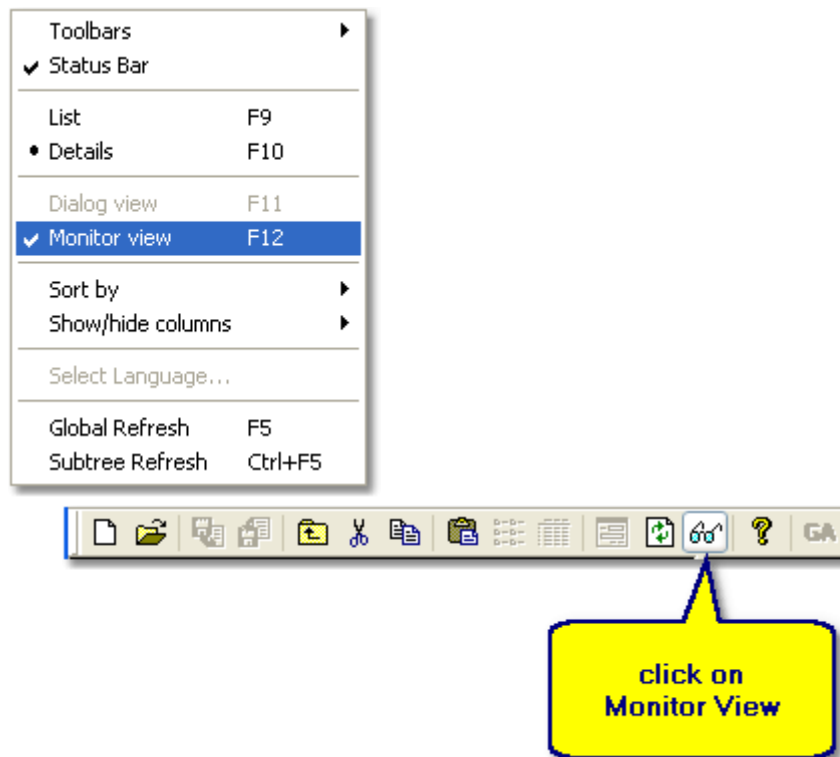 Toolbars
Status Bar
List F9
Details F10
Dialog view F11
Monitor view F12
Sort by
Show/hide columns
Select Language...
Global Refresh F5
Subtree Refresh Ctrl+F5
GA
click on
Monitor View